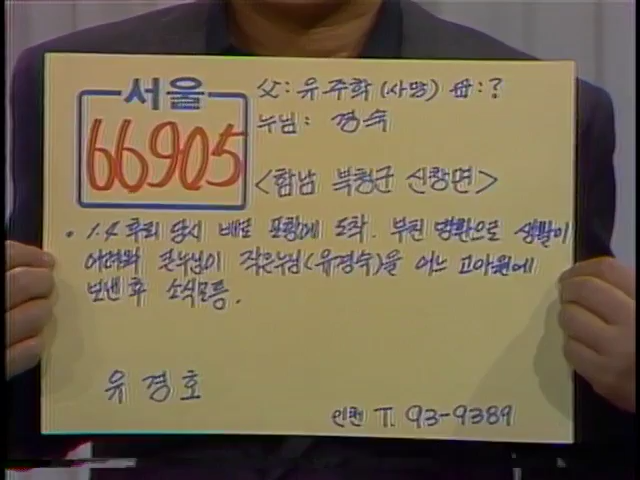 서울
66905
父: 유주학 (사망) 母: ?
누님: 경숙
<함남 북청군 신창면>
• 1.4 후퇴 당시 배로 포항에 도착. 부친 병환으로 생활이
어려워 큰누님이 작은누님(유경숙)을 어느 고아원에
보낸 후 소식모름.
유경호
인천 T. 93-9389